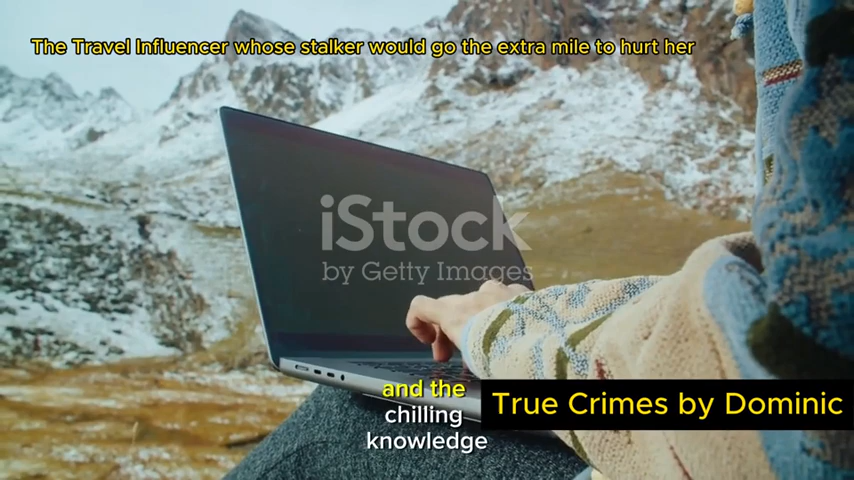 The Travel Influencer whose stalker would go the extra mile to hurt her
iStock
by Getty Images
and the
chilling
knowledge
True Crimes by Dominic